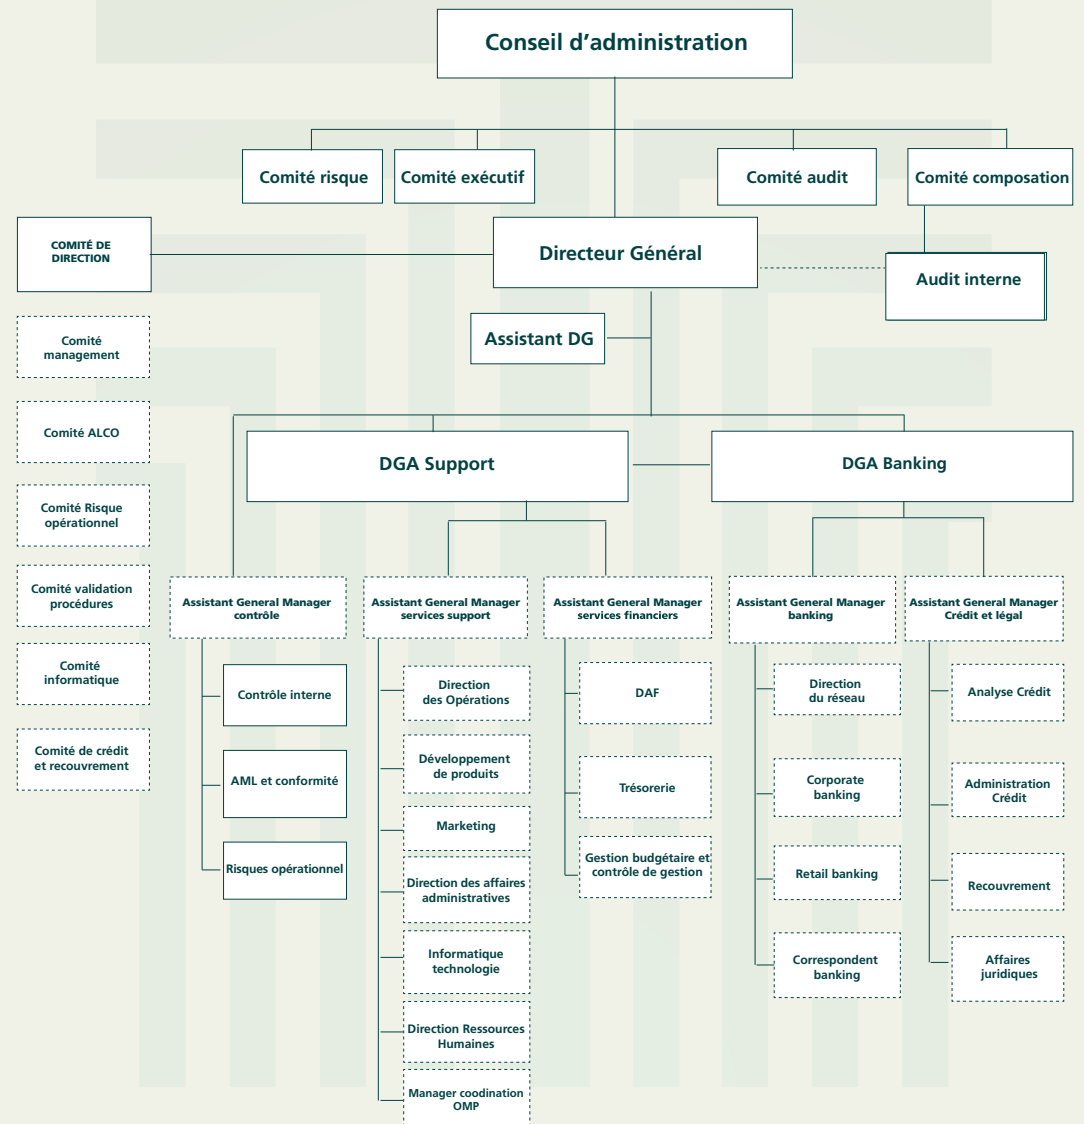 Conseil d’administration
Comité risque
Comité exécutif
Comité audit
Comité composation
COMITÉ DE
DIRECTION
Directeur Général
Audit interne
Assistant DG
Comité
management
Comité ALCO
Comité Risque
opérationnel
Comité validation
procédures
Comité
informatique
Comité de crédit
et recouvrement
DGA Support
DGA Banking
Assistant General Manager
contrôle
Contrôle interne
AML et conformité
Risques opérationnel
Assistant General Manager
services support
Direction
des Opérations
Développement
de produits
Marketing
Direction des affaires
administratives
Informatique
technologie
Direction Ressources
Humaines
Manager coodination
OMP
Assistant General Manager
services financiers
DAF
Trésorerie
Gestion budgétaire et
contrôle de gestion
Assistant General Manager
banking
Direction
du réseau
Corporate
banking
Retail banking
Correspondent
banking
Assistant General Manager
Crédit et légal
Analyse Crédit
Administration
Crédit
Recouvrement
Affaires
juridiques